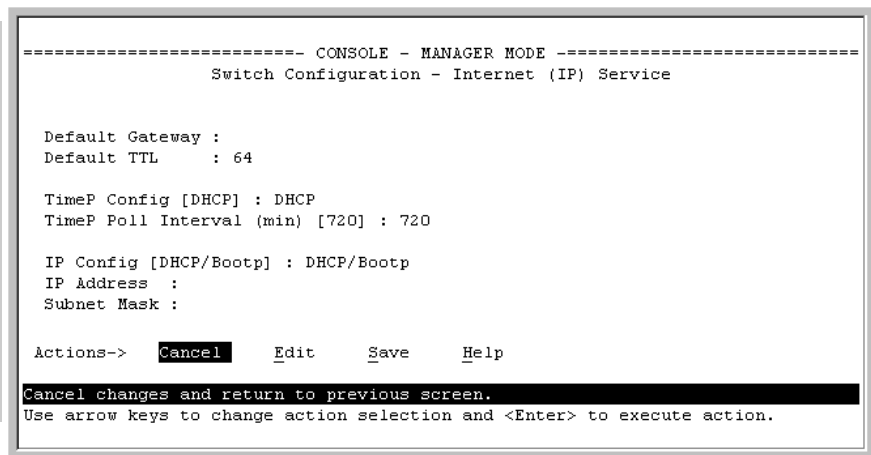 ===========================- CONSOLE - MANAGER MODE -============================
Switch Configuration - Internet (IP) Service
Default Gateway :
Default TTL : 64
TimeP Config [DHCP] : DHCP
TimeP Poll Interval (min) [720] : 720
IP Config [DHCP/Bootp] : DHCP/Bootp
IP Address :
Subnet Mask :
Actions-> Cancel Edit Save Help
Cancel changes and return to previous screen.
Use arrow keys to change action selection and <Enter> to execute action.